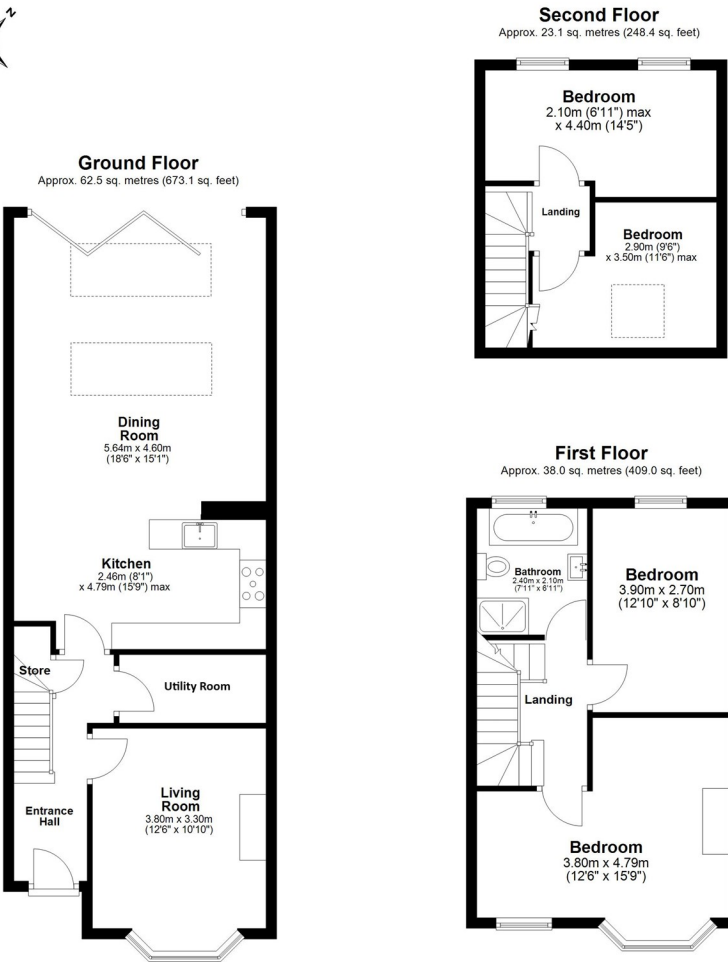 N
Second Floor
Approx. 23.1 sq. metres (248.4 sq. feet)
Bedroom
2.10m (6'11") max
x 4.40m (14'5")
Landing
Bedroom
2.90m (9'6")
x 3.50m (11'6") max
Ground Floor
Approx. 62.5 sq. metres (673.1 sq. feet)
Dining
Room
5.64m x 4.60m
(18'6" x 15'1")
Kitchen
2.46m (8'1")
x 4.79m (15'9") max
Store
Utility Room
Living
Room
3.80m x 3.30m
(12'6" x 10'10")
Entrance
Hall
First Floor
Approx. 38.0 sq. metres (409.0 sq. feet)
Bathroom
2.40m x 2.10m
(7'11" x 6'11")
Bedroom
3.90m x 2.70m
(12'10" x 8'10")
Landing
Bedroom
3.80m x 4.79m
(12'6" x 15'9")